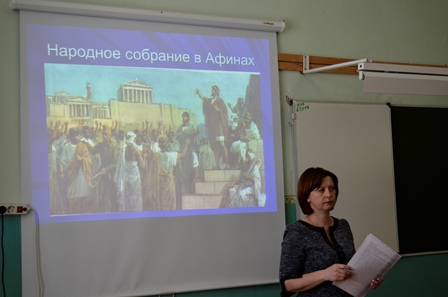 Народное собрание в Афинах